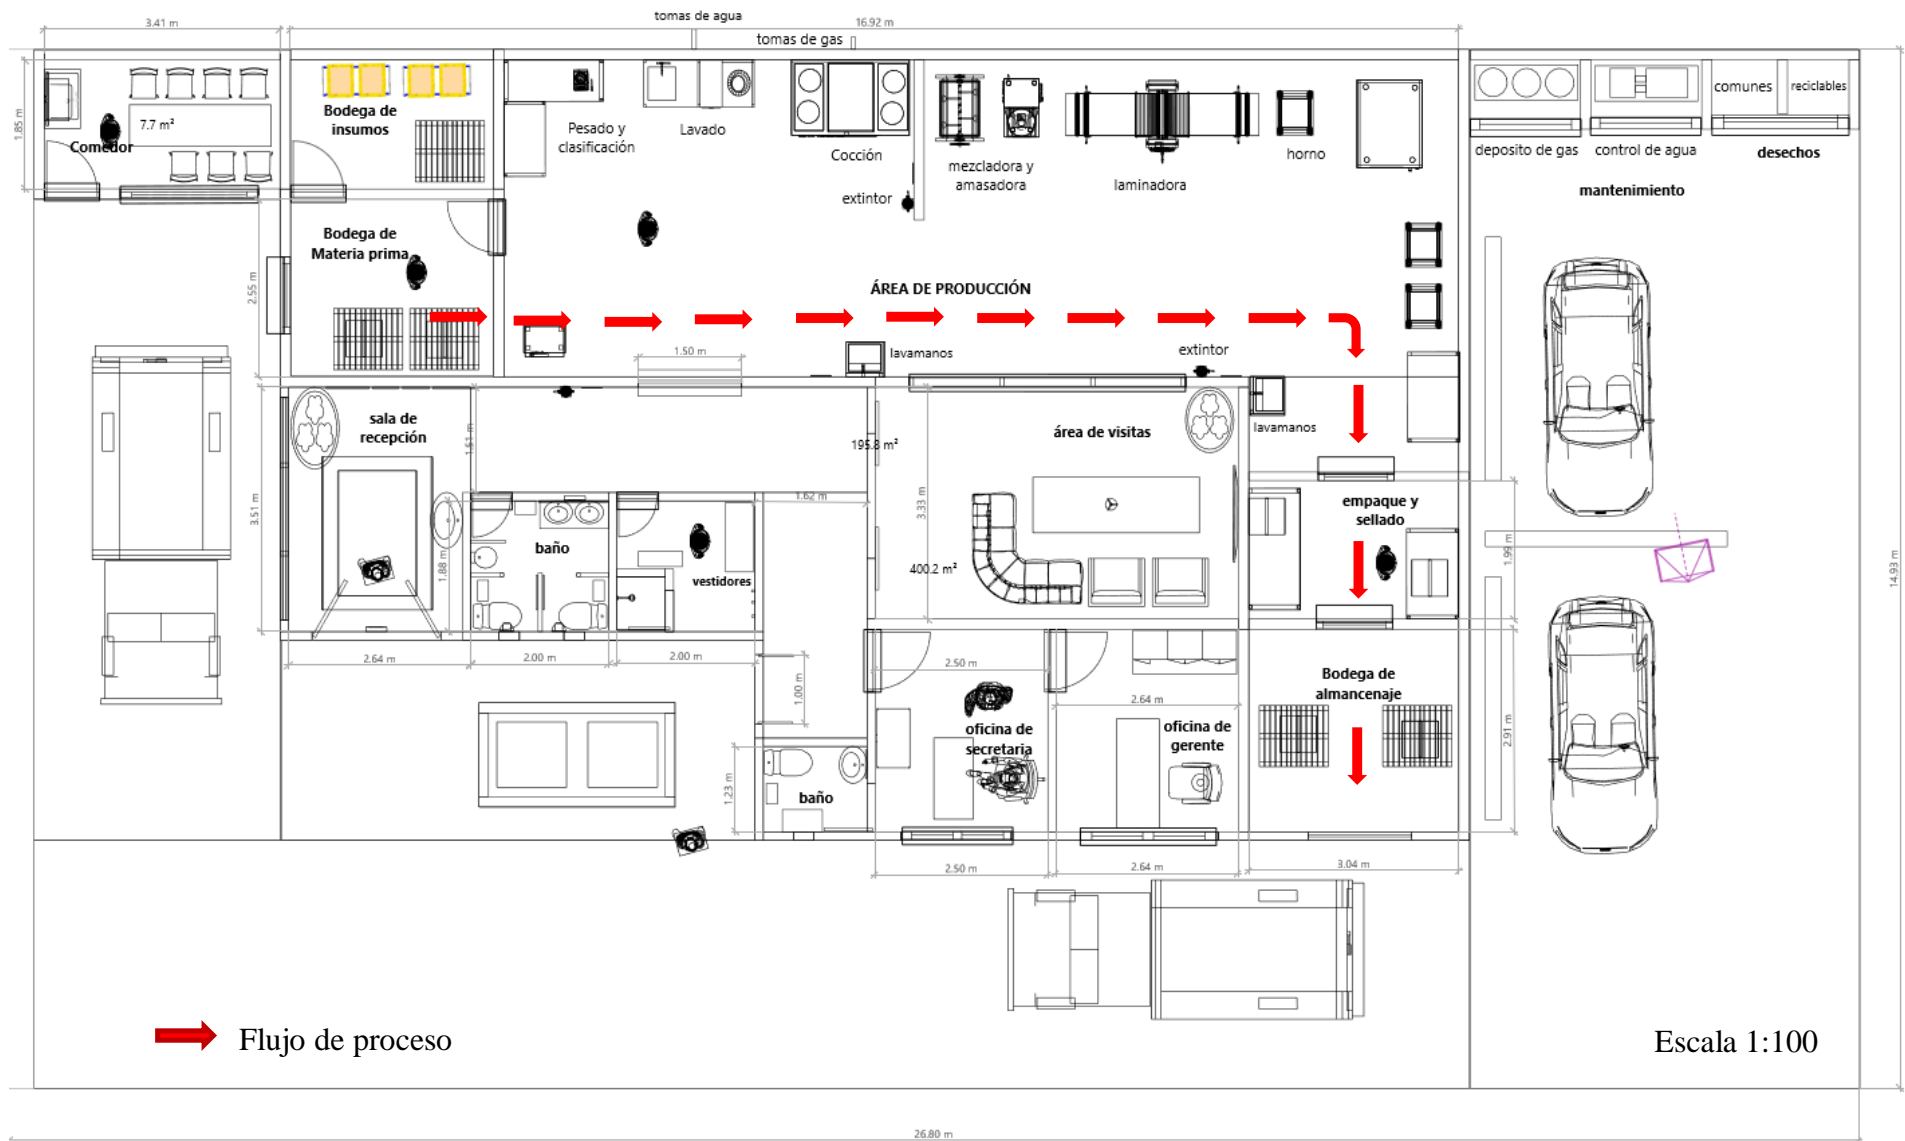 tomas de agua
3.41 m
16.92 m
tomas de gas
1.85 m
7.7 m²
Comedor
Bodega de
insumos
Pesado y
clasificación
Lavado
Cocción
mezcladora y
amasadora
laminadora
horno
extintor
comunes
reciclables
deposito de gas
control de agua
desechos
mantenimiento
Bodega de
Materia prima
2.55 m
ÁREA DE PRODUCCIÓN
1.50 m
lavamanos
extintor
sala de
recepción
1.51
195.8 m²
área de visitas
lavamanos
3.51 m
1.62 m
3.33 m
empaque y
sellado
baño
1.88 m
vestidores
400.2 m²
1.99 m
14.93 m
2.64 m
2.00 m
2.00 m
2.50 m
1.00 m
2.64 m
Bodega de
almancenaje
oficina de
secretaria
oficina de
gerente
2.91 m
1.23 m
baño
2.50 m
2.64 m
3.04 m
Flujo de proceso
Escala 1:100
26.80 m